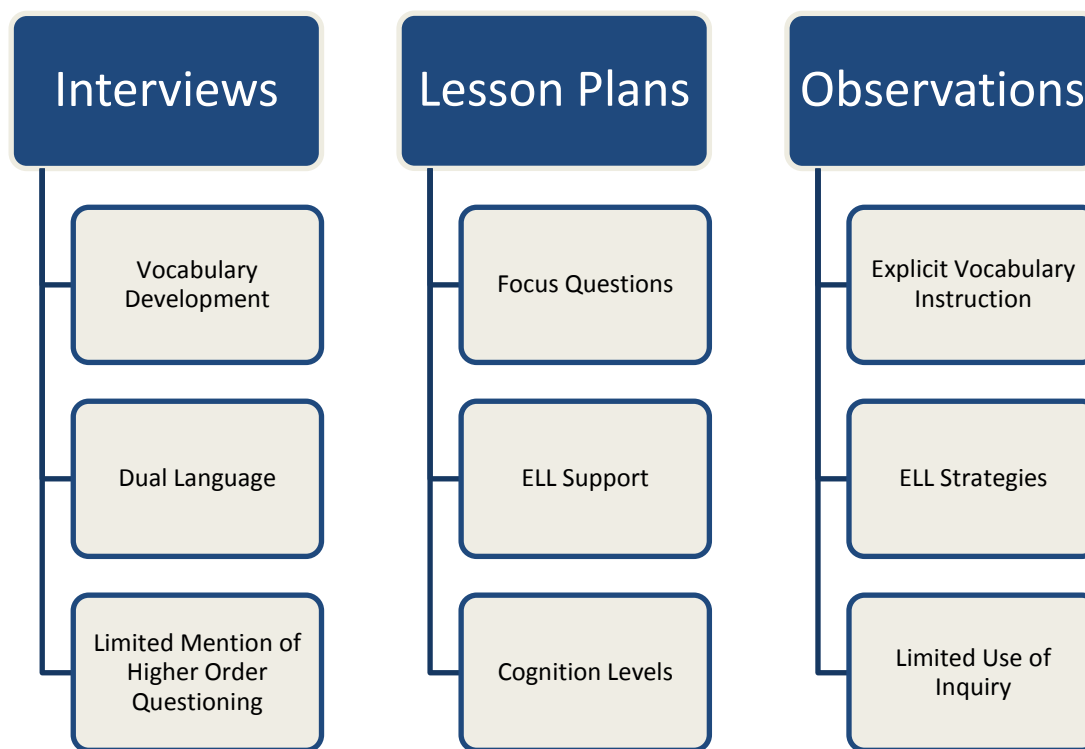 Interviews
Vocabulary
Development
Dual Language
Limited Mention of
Higher Order
Questioning
Lesson Plans
Focus Questions
ELL Support
Cognition Levels
Observations
Explicit Vocabulary
Instruction
ELL Strategies
Limited Use of
Inquiry